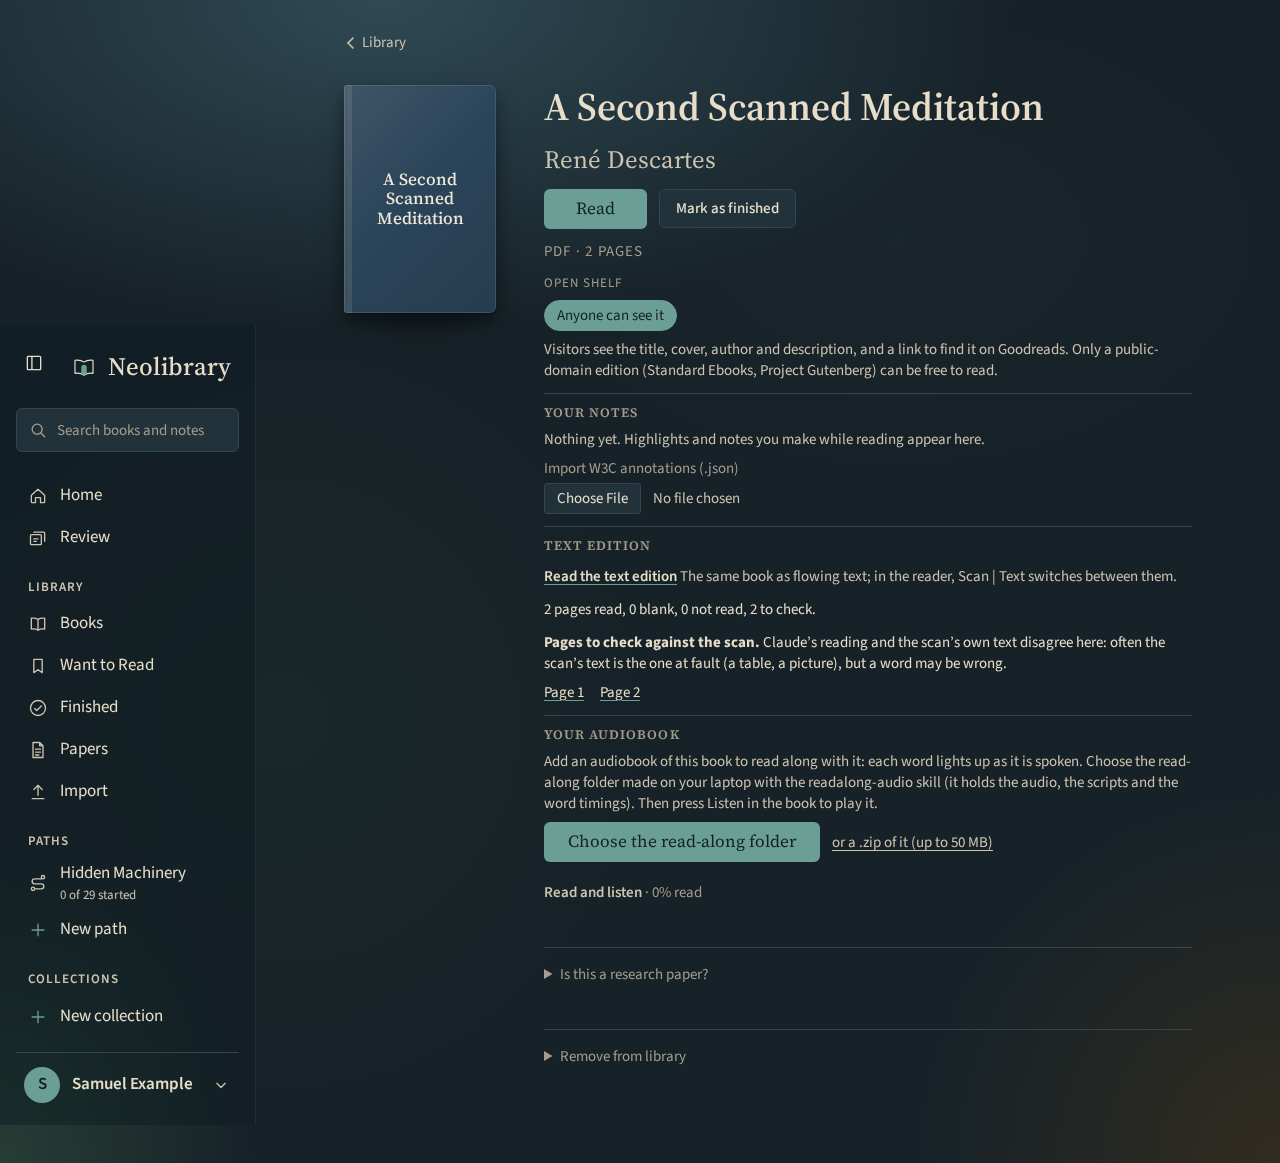 Library
A Second
Scanned
Meditation
A Second Scanned Meditation
René Descartes
Read
Mark as finished
PDF · 2 PAGES
OPEN SHELF
Anyone can see it
Visitors see the title, cover, author and description, and a link to find it on Goodreads. Only a public-
domain edition (Standard Ebooks, Project Gutenberg) can be free to read.
YOUR NOTES
Nothing yet. Highlights and notes you make while reading appear here.
Import W3C annotations (.json)
Choose File No file chosen
TEXT EDITION
Read the text edition The same book as flowing text; in the reader, Scan | Text switches between them.
2 pages read, 0 blank, 0 not read, 2 to check.
Pages to check against the scan. Claude’s reading and the scan’s own text disagree here: often the
scan’s text is the one at fault (a table, a picture), but a word may be wrong.
Page 1 Page 2
YOUR AUDIOBOOK
Add an audiobook of this book to read along with it: each word lights up as it is spoken. Choose the read-
along folder made on your laptop with the readalong-audio skill (it holds the audio, the scripts and the
word timings). Then press Listen in the book to play it.
Choose the read-along folder or a .zip of it (up to 50 MB)
Read and listen · 0% read
Is this a research paper?
Remove from library
Neolibrary
Search books and notes
Home
Review
LIBRARY
Books
Want to Read
Finished
Papers
Import
PATHS
Hidden Machinery
0 of 29 started
New path
COLLECTIONS
New collection
S Samuel Example